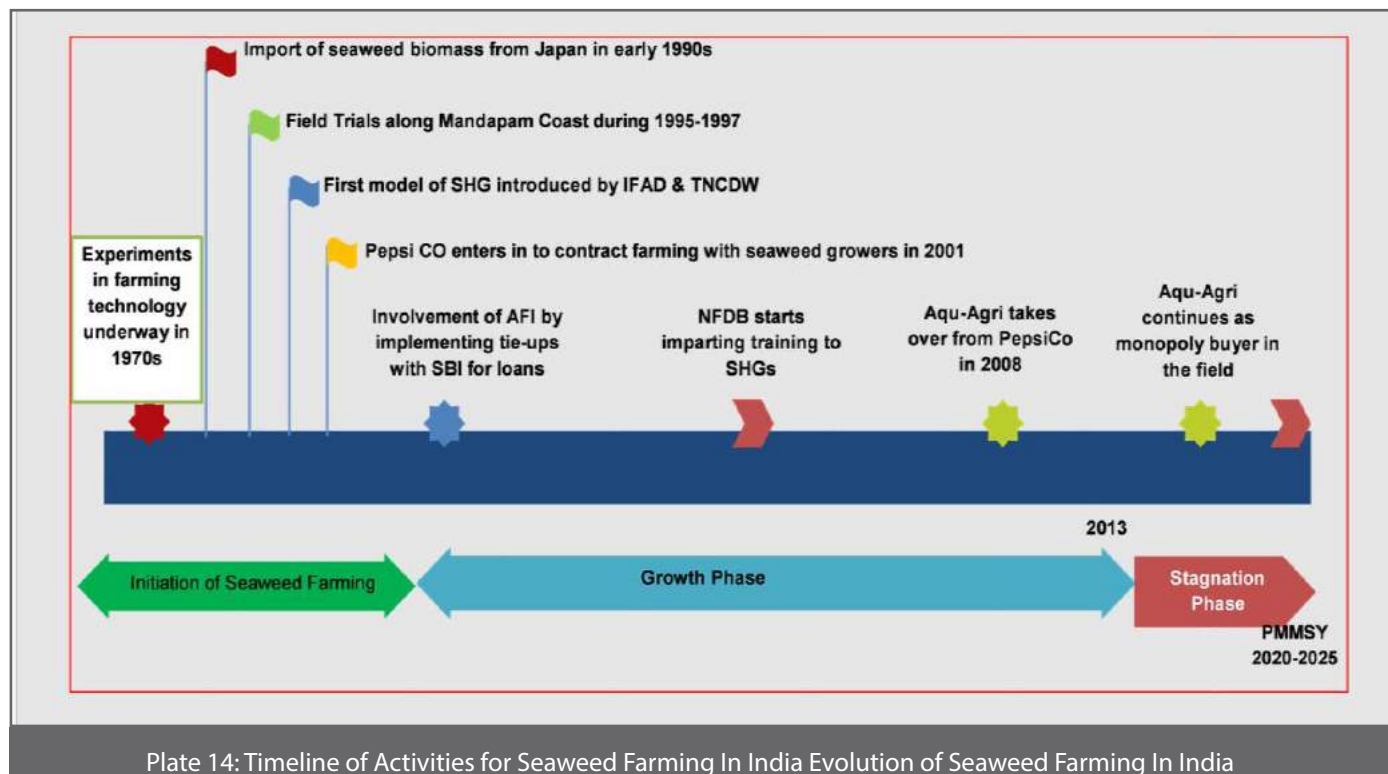 Import of seaweed biomass from Japan in early 1990s
Field Trials along Mandapam Coast during 1995-1997
First model of SHG introduced by IFAD & TNCDW
Pepsi CO enters in to contract farming with seaweed growers in 2001
Experiments
in farming
technology
underway in
1970s
Involvement of AFI by
implementing tie-ups
with SBI for loans
NFDB starts
imparting training to
SHGs
Aqu-Agri takes
over from PepsiCo
in 2008
Aqu-Agri
continues as
monopoly buyer in
the field
2013
Initiation of Seaweed Farming
Growth Phase
Stagnation
Phase
PMMSY
2020-2025
Plate 14: Timeline of Activities for Seaweed Farming In India Evolution of Seaweed Farming In India